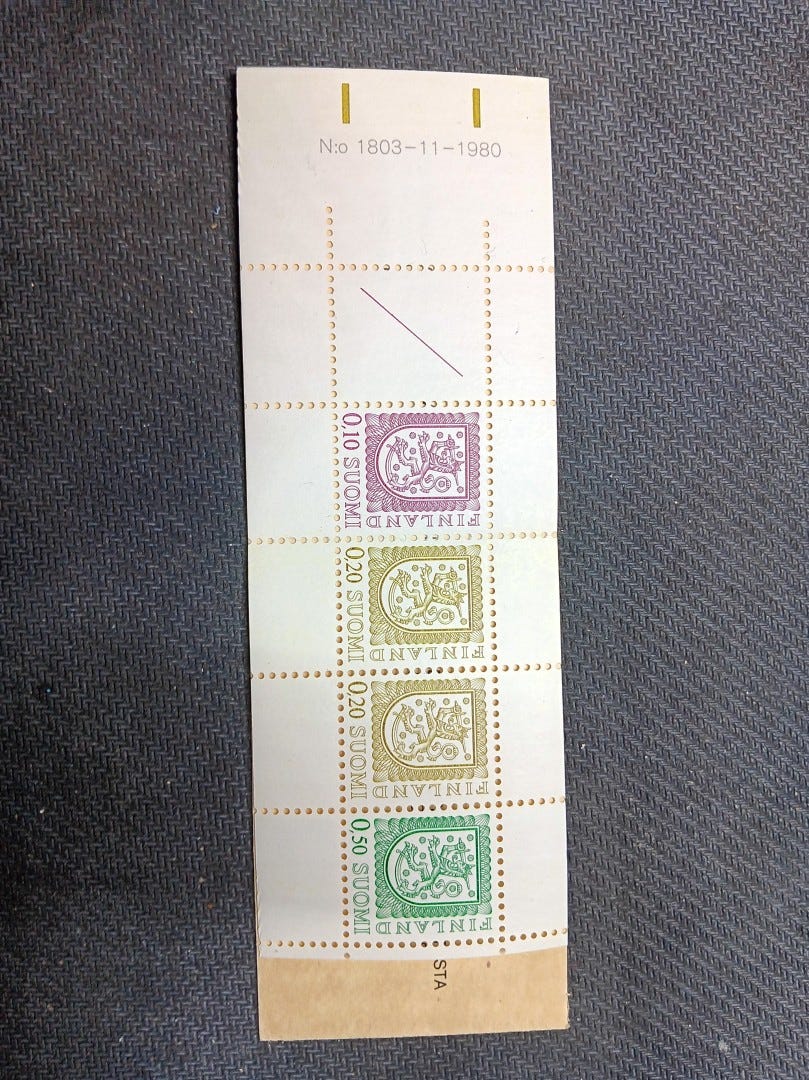 N:o 1803-11-1980
0,10 SUOMI
FINLAND
0,20 SUOMI
FINLAND
0,20 SUOMI
FINLAND
0,50 SUOMI
FINLAND
STA